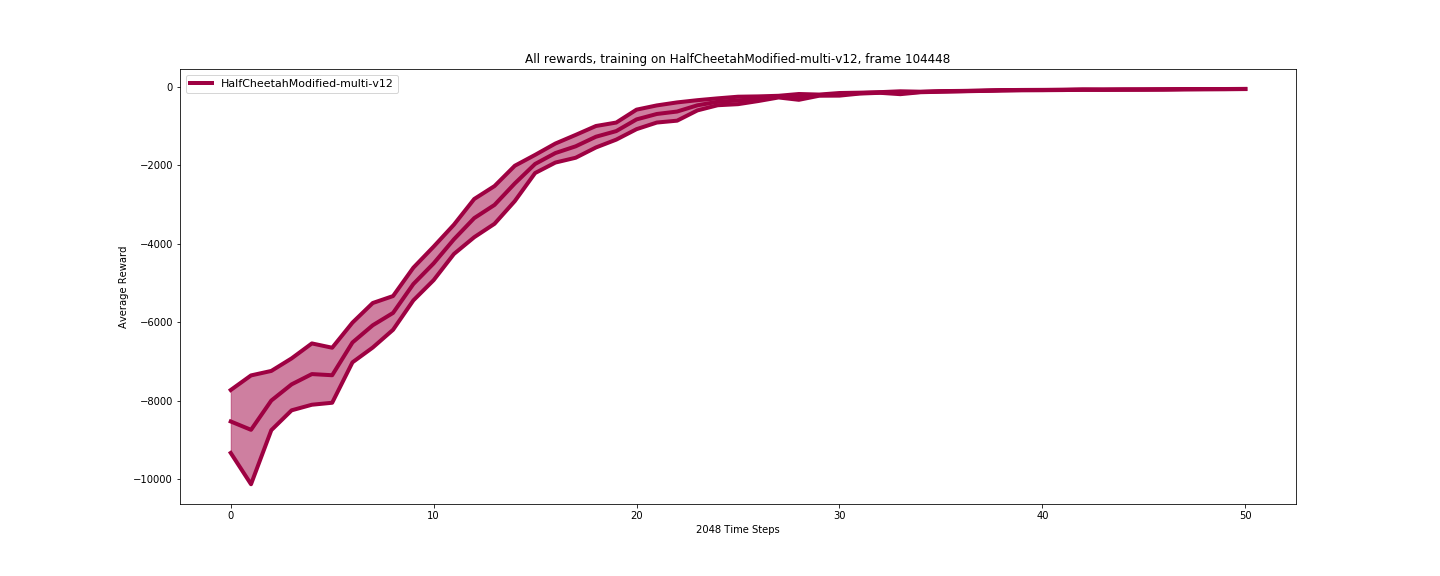 All rewards, training on HalfCheetahModified-multi-v12, frame 104448
HalfCheetahModified-multi-v12
0
−2000
−4000
−6000
−8000
−10000
Average Reward
0 10 20 30 40 50
2048 Time Steps